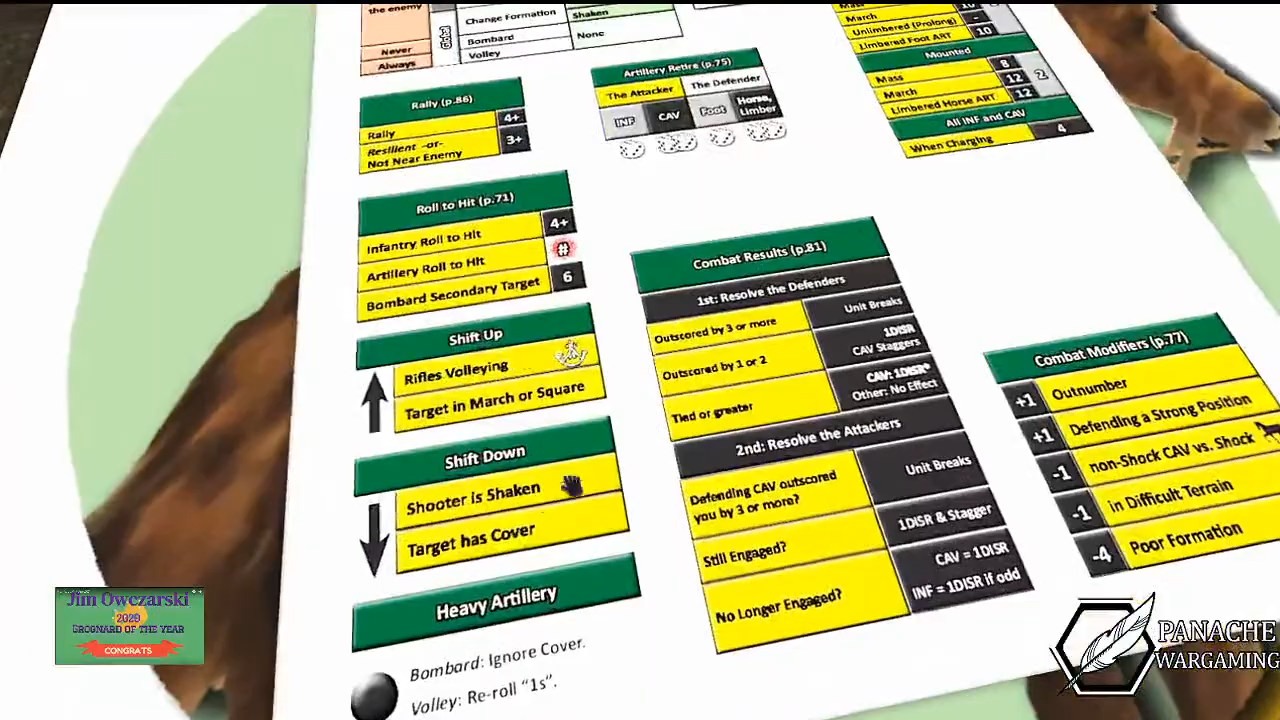 the enemy
Never
Always
Global
Change Formation
Shaken
Bombard
None
Volley
Rally (p.86)
Rally
4+
Resilient -or-
Not Near Enemy
3+
Artillery Retire (p.75)
The Attacker
The Defender
INF
CAV
Foot
Horse,
Limber
Mass
10
March
-
Unlimbered (Prolong)
Limbered Foot ART
10
Mounted
Mass
8
March
12
2
Limbered Horse ART
12
All INF and CAV
When Charging
4
Roll to Hit (p.71)
Infantry Roll to Hit
4+
Artillery Roll to Hit
#
Bombard Secondary Target
6
Shift Up
Rifles Volleying
Target in March or Square
Shift Down
Shooter is Shaken
Target has Cover
Heavy Artillery
Bombard: Ignore Cover.
Volley: Re-roll "1s".
Combat Results (p.81)
1st: Resolve the Defenders
Outscored by 3 or more
Unit Breaks
Outscored by 1 or 2
1DISR
CAV Staggers
Tied or greater
CAV: 1DISR*
Other: No Effect
2nd: Resolve the Attackers
Defending CAV outscored
you by 3 or more?
Unit Breaks
Still Engaged?
1DISR & Stagger
No Longer Engaged?
CAV = 1DISR
INF = 1DISR if odd
Combat Modifiers (p.77)
+1 Outnumber
+1 Defending a Strong Position
-1 non-Shock CAV vs. Shock
-1 in Difficult Terrain
-4 Poor Formation
Jim Owczarski
2020
GROGNARD OF THE YEAR
CONGRATS
PANACHE
WARGAMING